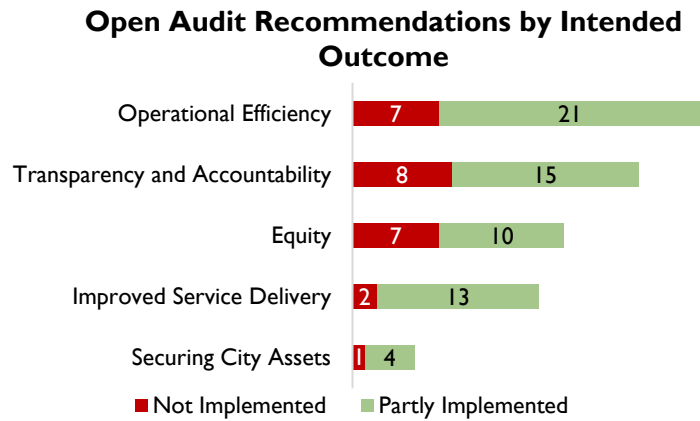 Open Audit Recommendations by Intended
Outcome
Operational Efficiency 7 21
Transparency and Accountability 8 15
Equity 7 10
Improved Service Delivery 2 13
Securing City Assets 1 4
Not Implemented Partly Implemented